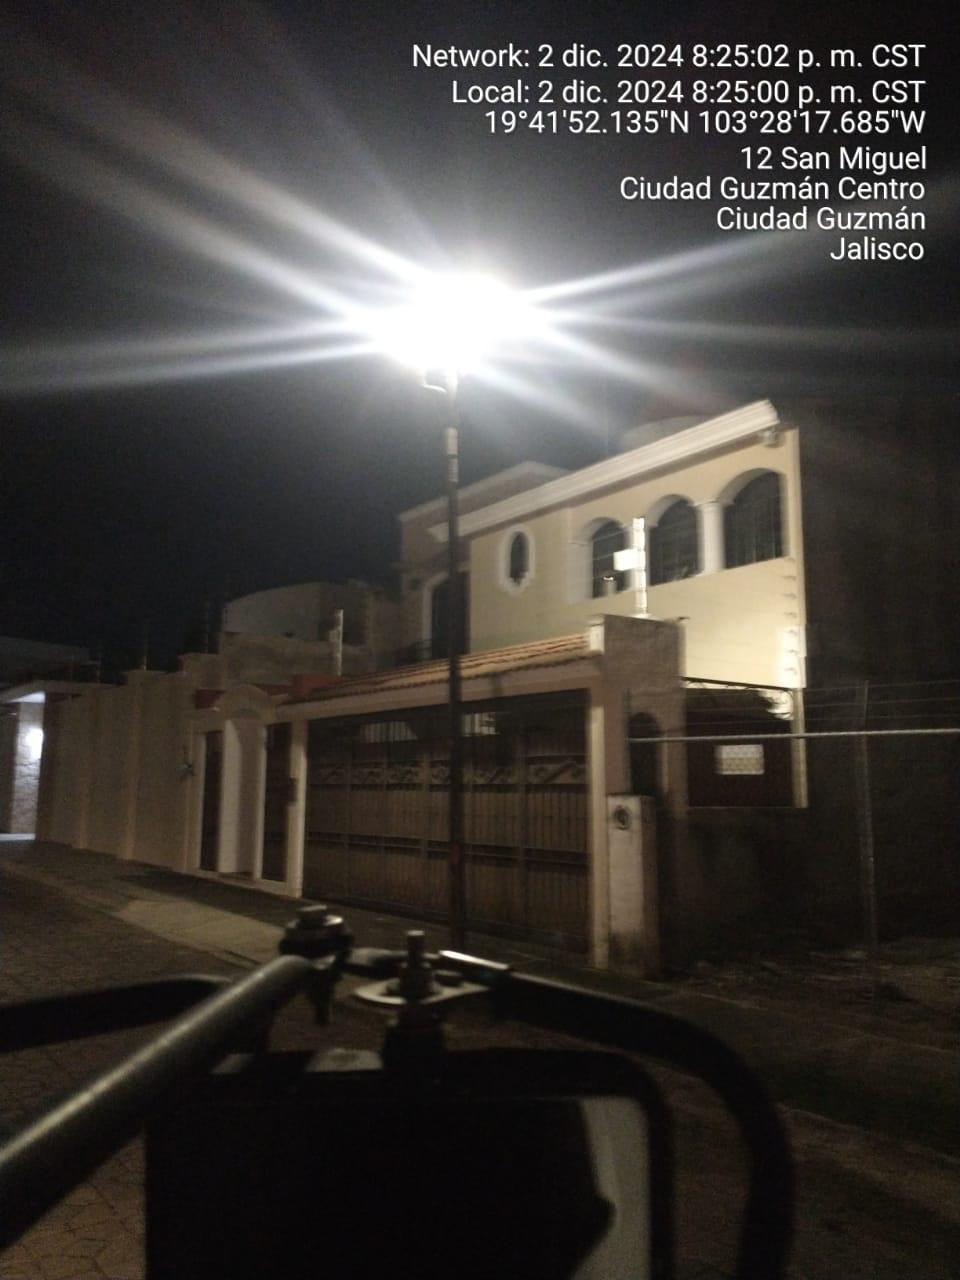 Network: 2 dic. 2024 8:25:02 p. m. CST
Local: 2 dic. 2024 8:25:00 p. m. CST
19°41'52.135"N 103°28'17.685"W
12 San Miguel
Ciudad Guzmán Centro
Ciudad Guzmán
Jalisco